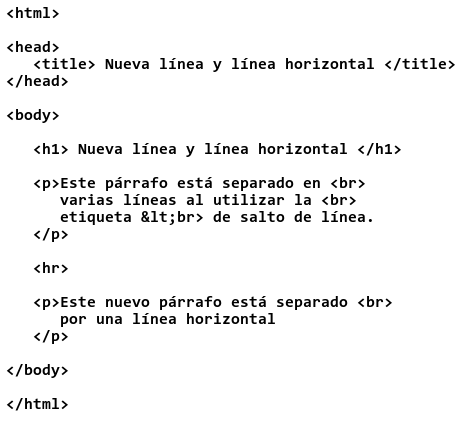 <html>
<head>
<title> Nueva línea y línea horizontal </title>
</head>
<body>
<h1> Nueva línea y línea horizontal </h1>
<p>Este párrafo está separado en <br>
varias líneas al utilizar la <br>
etiqueta &lt;br> de salto de línea.
</p>
<hr>
<p>Este nuevo párrafo está separado <br>
por una línea horizontal
</p>
</body>
</html>